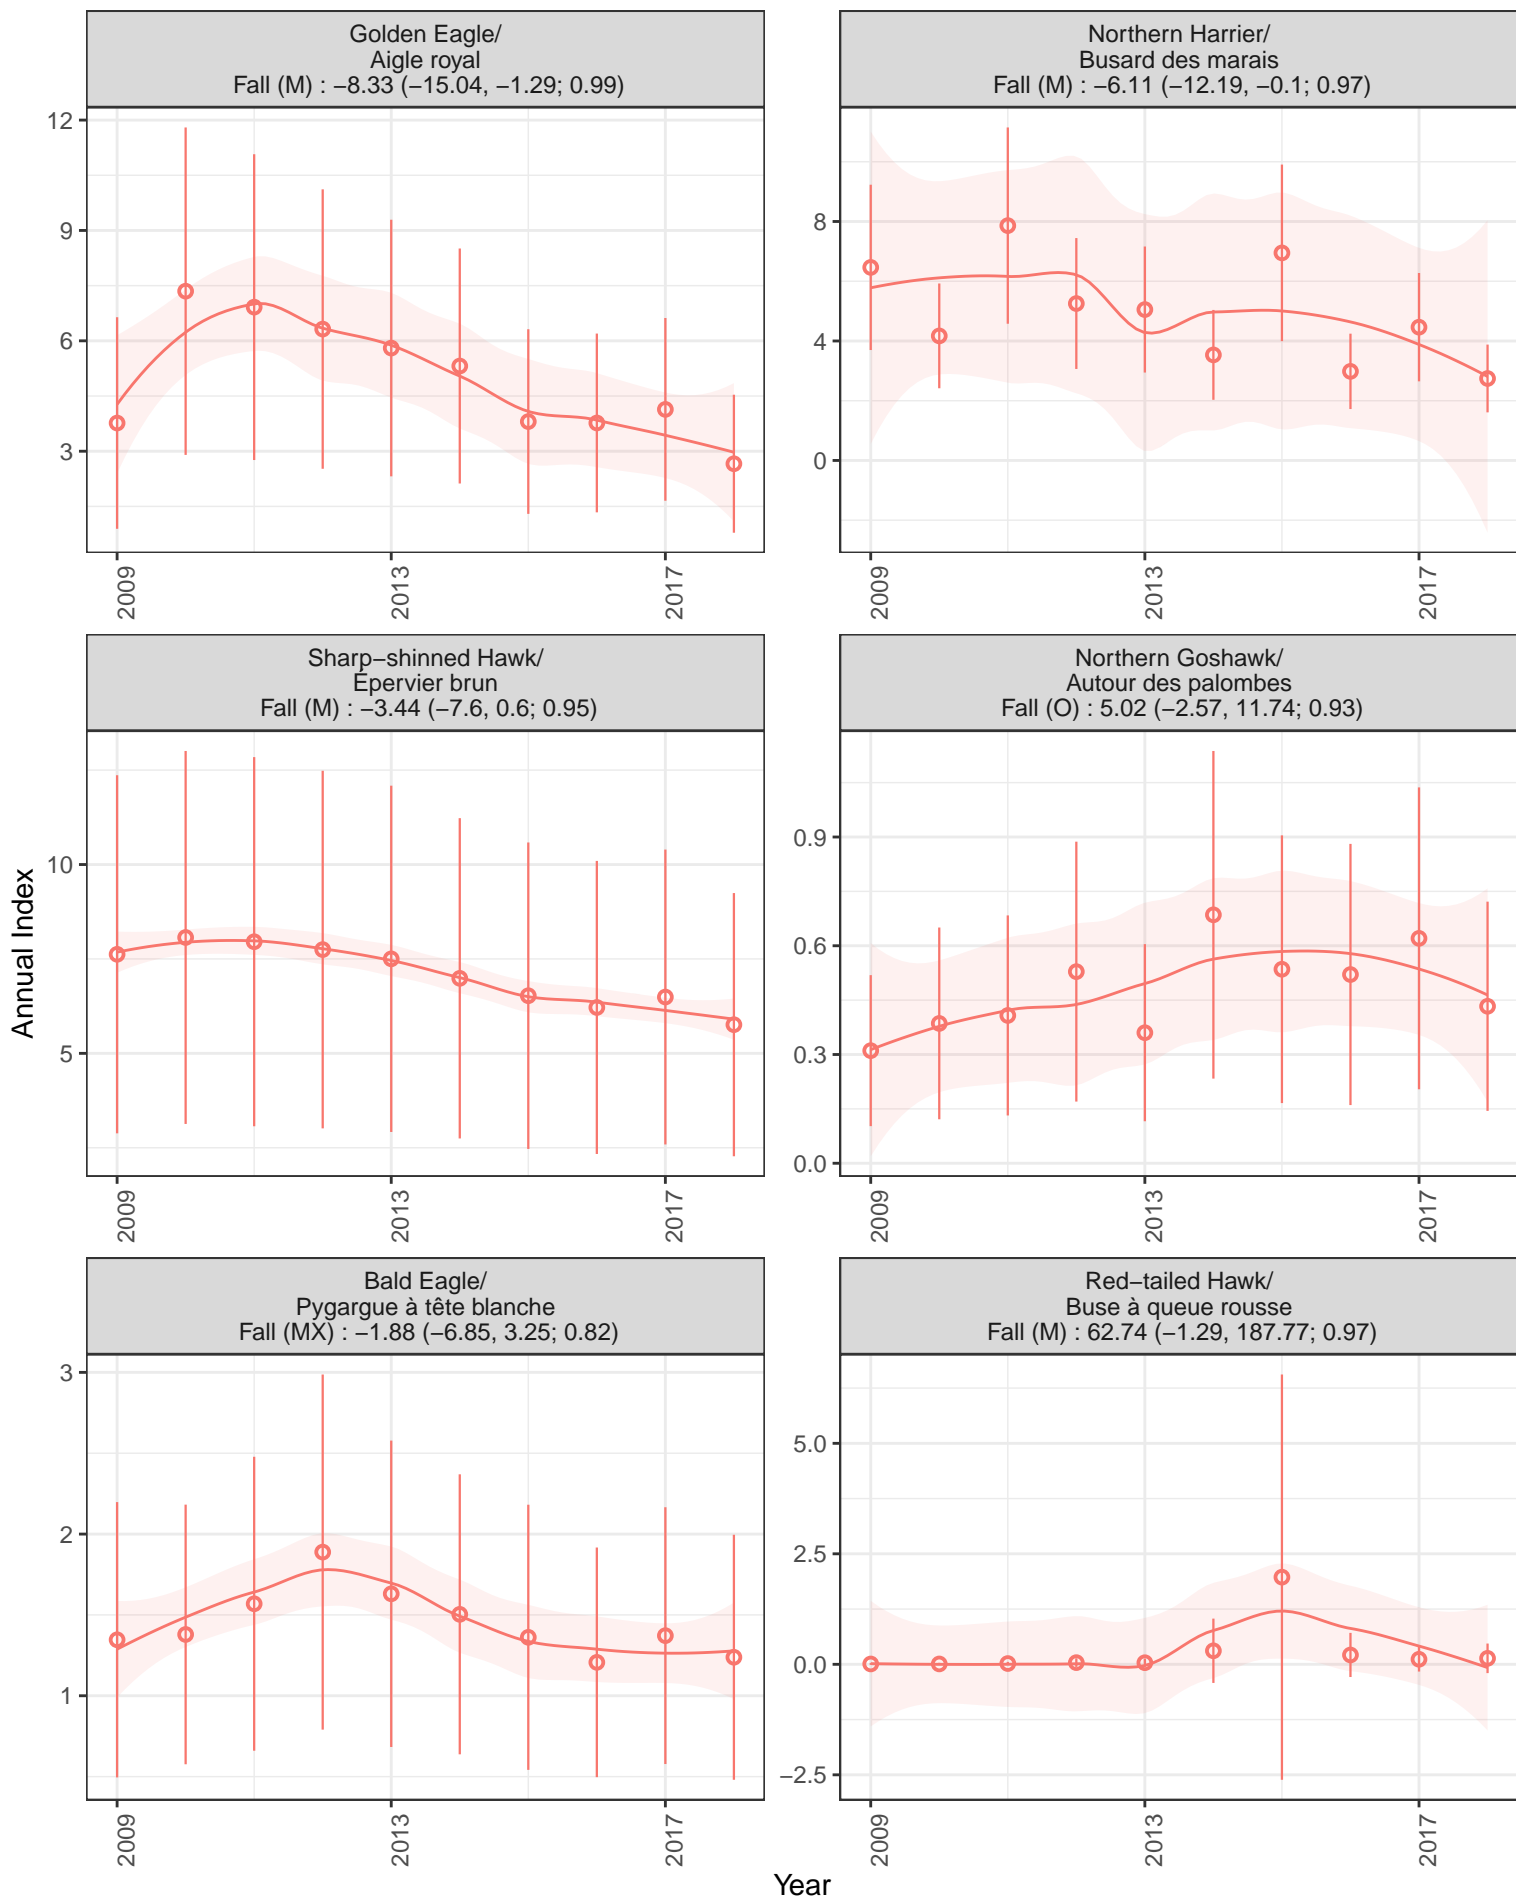 Golden Eagle/
Aigle royal
Fall (M) : −8.33 (−15.04, −1.29; 0.99)
Northern Harrier/
Busard des marais
Fall (M) : −6.11 (−12.19, −0.1; 0.97)
12
9
6
3
8
4
0
2009
2013
2017
2009
2013
2017
Sharp−shinned Hawk/
Épervier brun
Fall (M) : −3.44 (−7.6, 0.6; 0.95)
Northern Goshawk/
Autour des palombes
Fall (O) : 5.02 (−2.57, 11.74; 0.93)
Annual Index
10
5
0.9
0.6
0.3
0.0
2009
2013
2017
2009
2013
2017
Bald Eagle/
Pygargue à tête blanche
Fall (MX) : −1.88 (−6.85, 3.25; 0.82)
Red−tailed Hawk/
Buse à queue rousse
Fall (M) : 62.74 (−1.29, 187.77; 0.97)
3
2
1
5.0
2.5
0.0
−2.5
2009
2013
2017
2009
2013
2017
Year